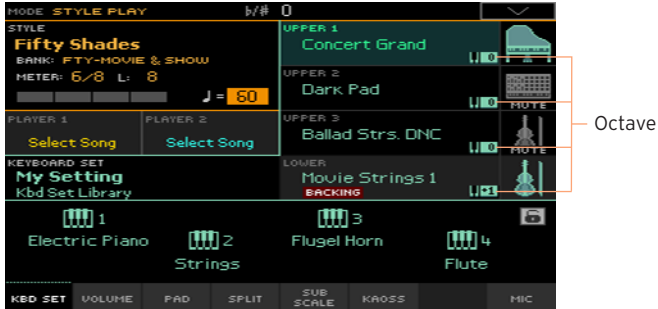 MODE STYLE PLAY ♭/# 0
STYLE
Fifty Shades
BANK: FTY-MOVIE & SHOW
METER: 6/8 L: 8
♩ = 60
PLAYER 1
Select Song
PLAYER 2
Select Song
KEYBOARD SET
My Setting
Kbd Set Library
UPPER 1
Concert Grand
0
UPPER 2
Dark Pad
0
MUTE
UPPER 3
Ballad Strs. DNC
0
MUTE
LOWER
Movie Strings 1
BACKING
+1
Octave
1
Electric Piano
2
Strings
3
Flugel Horn
4
Flute
KBD SET VOLUME PAD SPLIT SUB SCALE KAOSS MIC